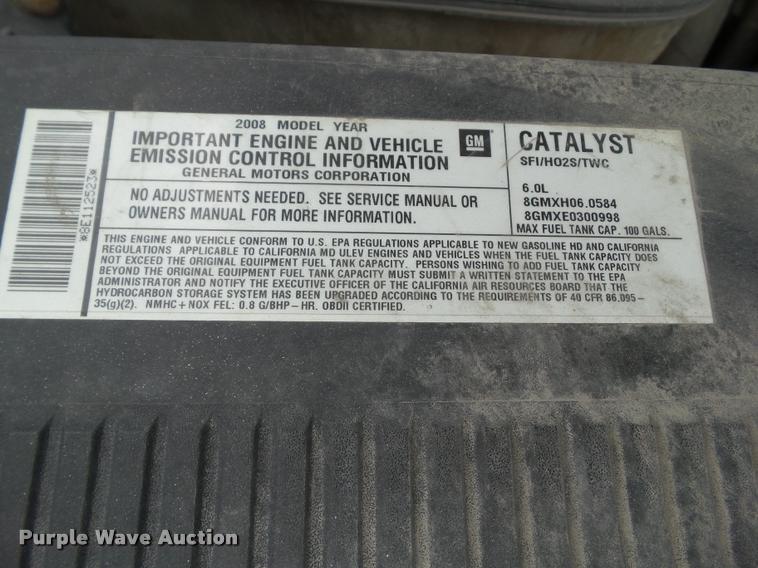 *8E112523*
2008 MODEL YEAR
IMPORTANT ENGINE AND VEHICLE
EMISSION CONTROL INFORMATION
GENERAL MOTORS CORPORATION
GM
NO ADJUSTMENTS NEEDED. SEE SERVICE MANUAL OR
OWNERS MANUAL FOR MORE INFORMATION.
CATALYST
SFI/HO2S/TWC
6.0L
8GMXH06.0584
8GMXE0300998
MAX FUEL TANK CAP. 100 GALS.
THIS ENGINE AND VEHICLE CONFORM TO U.S. EPA REGULATIONS APPLICABLE TO NEW GASOLINE HD AND CALIFORNIA
REGULATIONS APPLICABLE TO CALIFORNIA MD ULEV ENGINES AND VEHICLES WHEN THE FUEL TANK CAPACITY DOES
NOT EXCEED THE ORIGINAL EQUIPMENT FUEL TANK CAPACITY. PERSONS WISHING TO ADD FUEL TANK CAPACITY
BEYOND THE ORIGINAL EQUIPMENT FUEL TANK CAPACITY MUST SUBMIT A WRITTEN STATEMENT TO THE EPA
ADMINISTRATOR AND NOTIFY THE EXECUTIVE OFFICER OF THE CALIFORNIA AIR RESOURCES BOARD THAT THE
HYDROCARBON STORAGE SYSTEM HAS BEEN UPGRADED ACCORDING TO THE REQUIREMENTS OF 40 CFR 86.095-
35(g)(2). NMHC+NOX FEL: 0.8 G/BHP-HR. OBDII CERTIFIED.
Purple Wave Auction